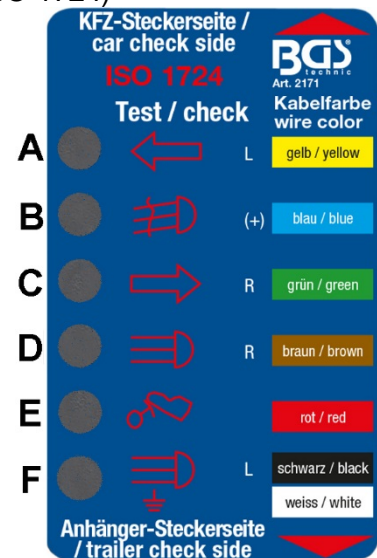 KFZ-Steckerseite /
car check side
ISO 1724
BGS
technic
Art. 2171
Test / check
Kabelfarbe
wire color
A L gelb / yellow
B (+) blau / blue
C R grün / green
D R braun / brown
E rot / red
F L schwarz / black
weiss / white
Anhänger-Steckerseite
/ trailer check side